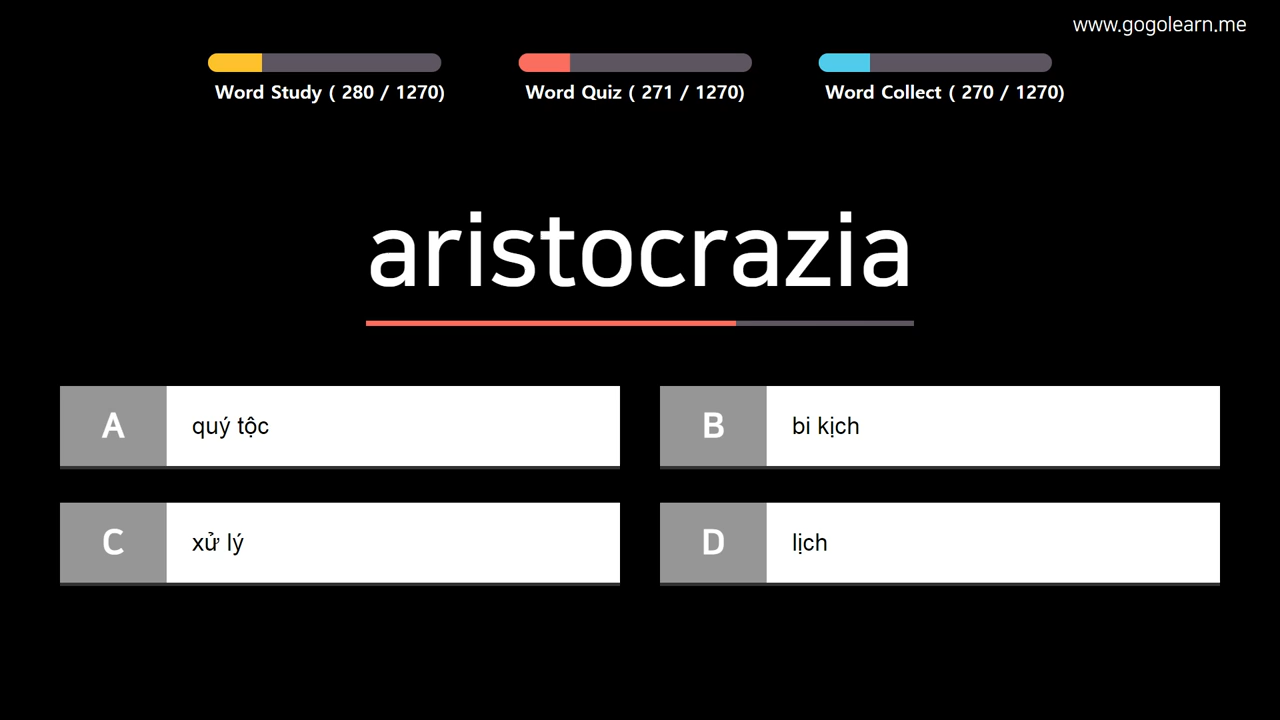 www.gogolearn.me
Word Study ( 280 / 1270)
Word Quiz ( 271 / 1270)
Word Collect ( 270 / 1270)
aristocrazia
A quý tộc
B bi kịch
C xử lý
D lịch